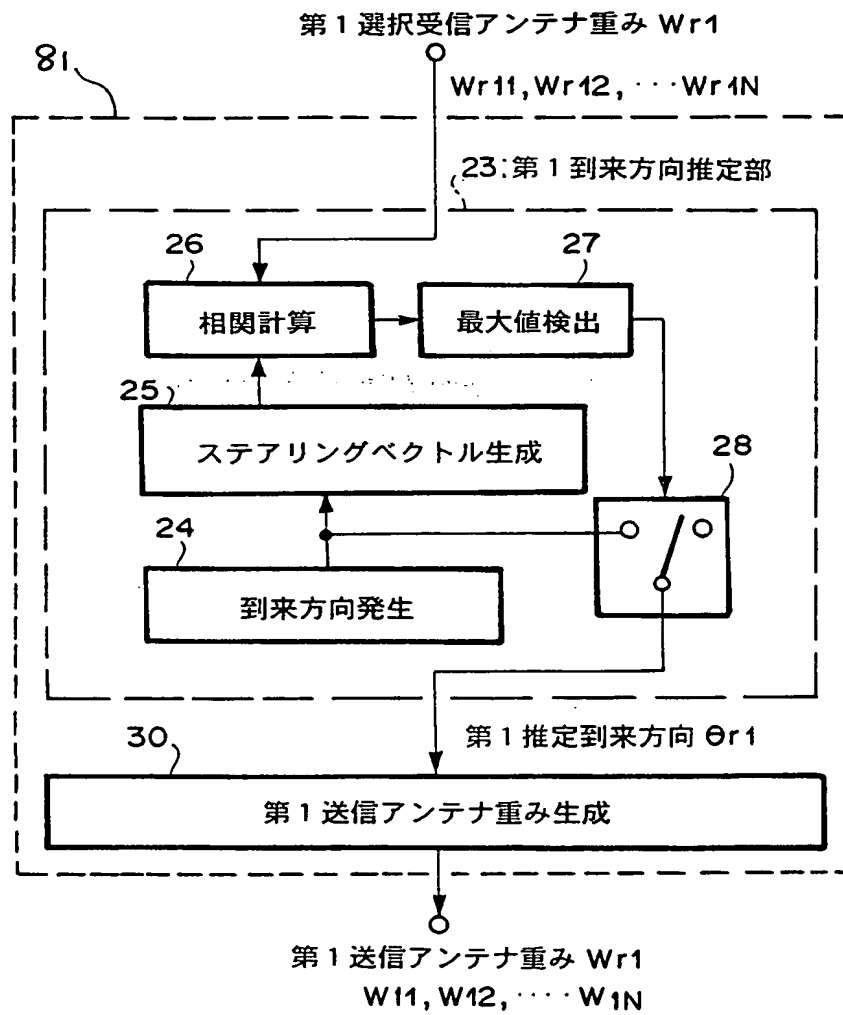 第1選択受信アンテナ重み Wr1
81
Wr11, Wr12, ···Wr1N
23:第1到来方向推定部
26
27
相関計算
最大値検出
25
ステアリングベクトル生成
28
24
到来方向発生
第1推定到来方向 θr1
30
第1送信アンテナ重み生成
第1送信アンテナ重み Wr1
W11, W12, ···· W1N